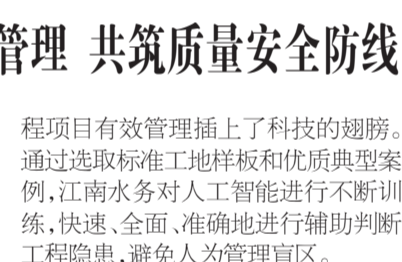 管理 共筑质量安全防线
程项目有效管理插上了科技的翅膀。
通过选取标准工地样板和优质典型案
例,江南水务对人工智能进行不断训
练,快速、全面、准确地进行辅助判断
工程隐患,避免人为管理盲区。